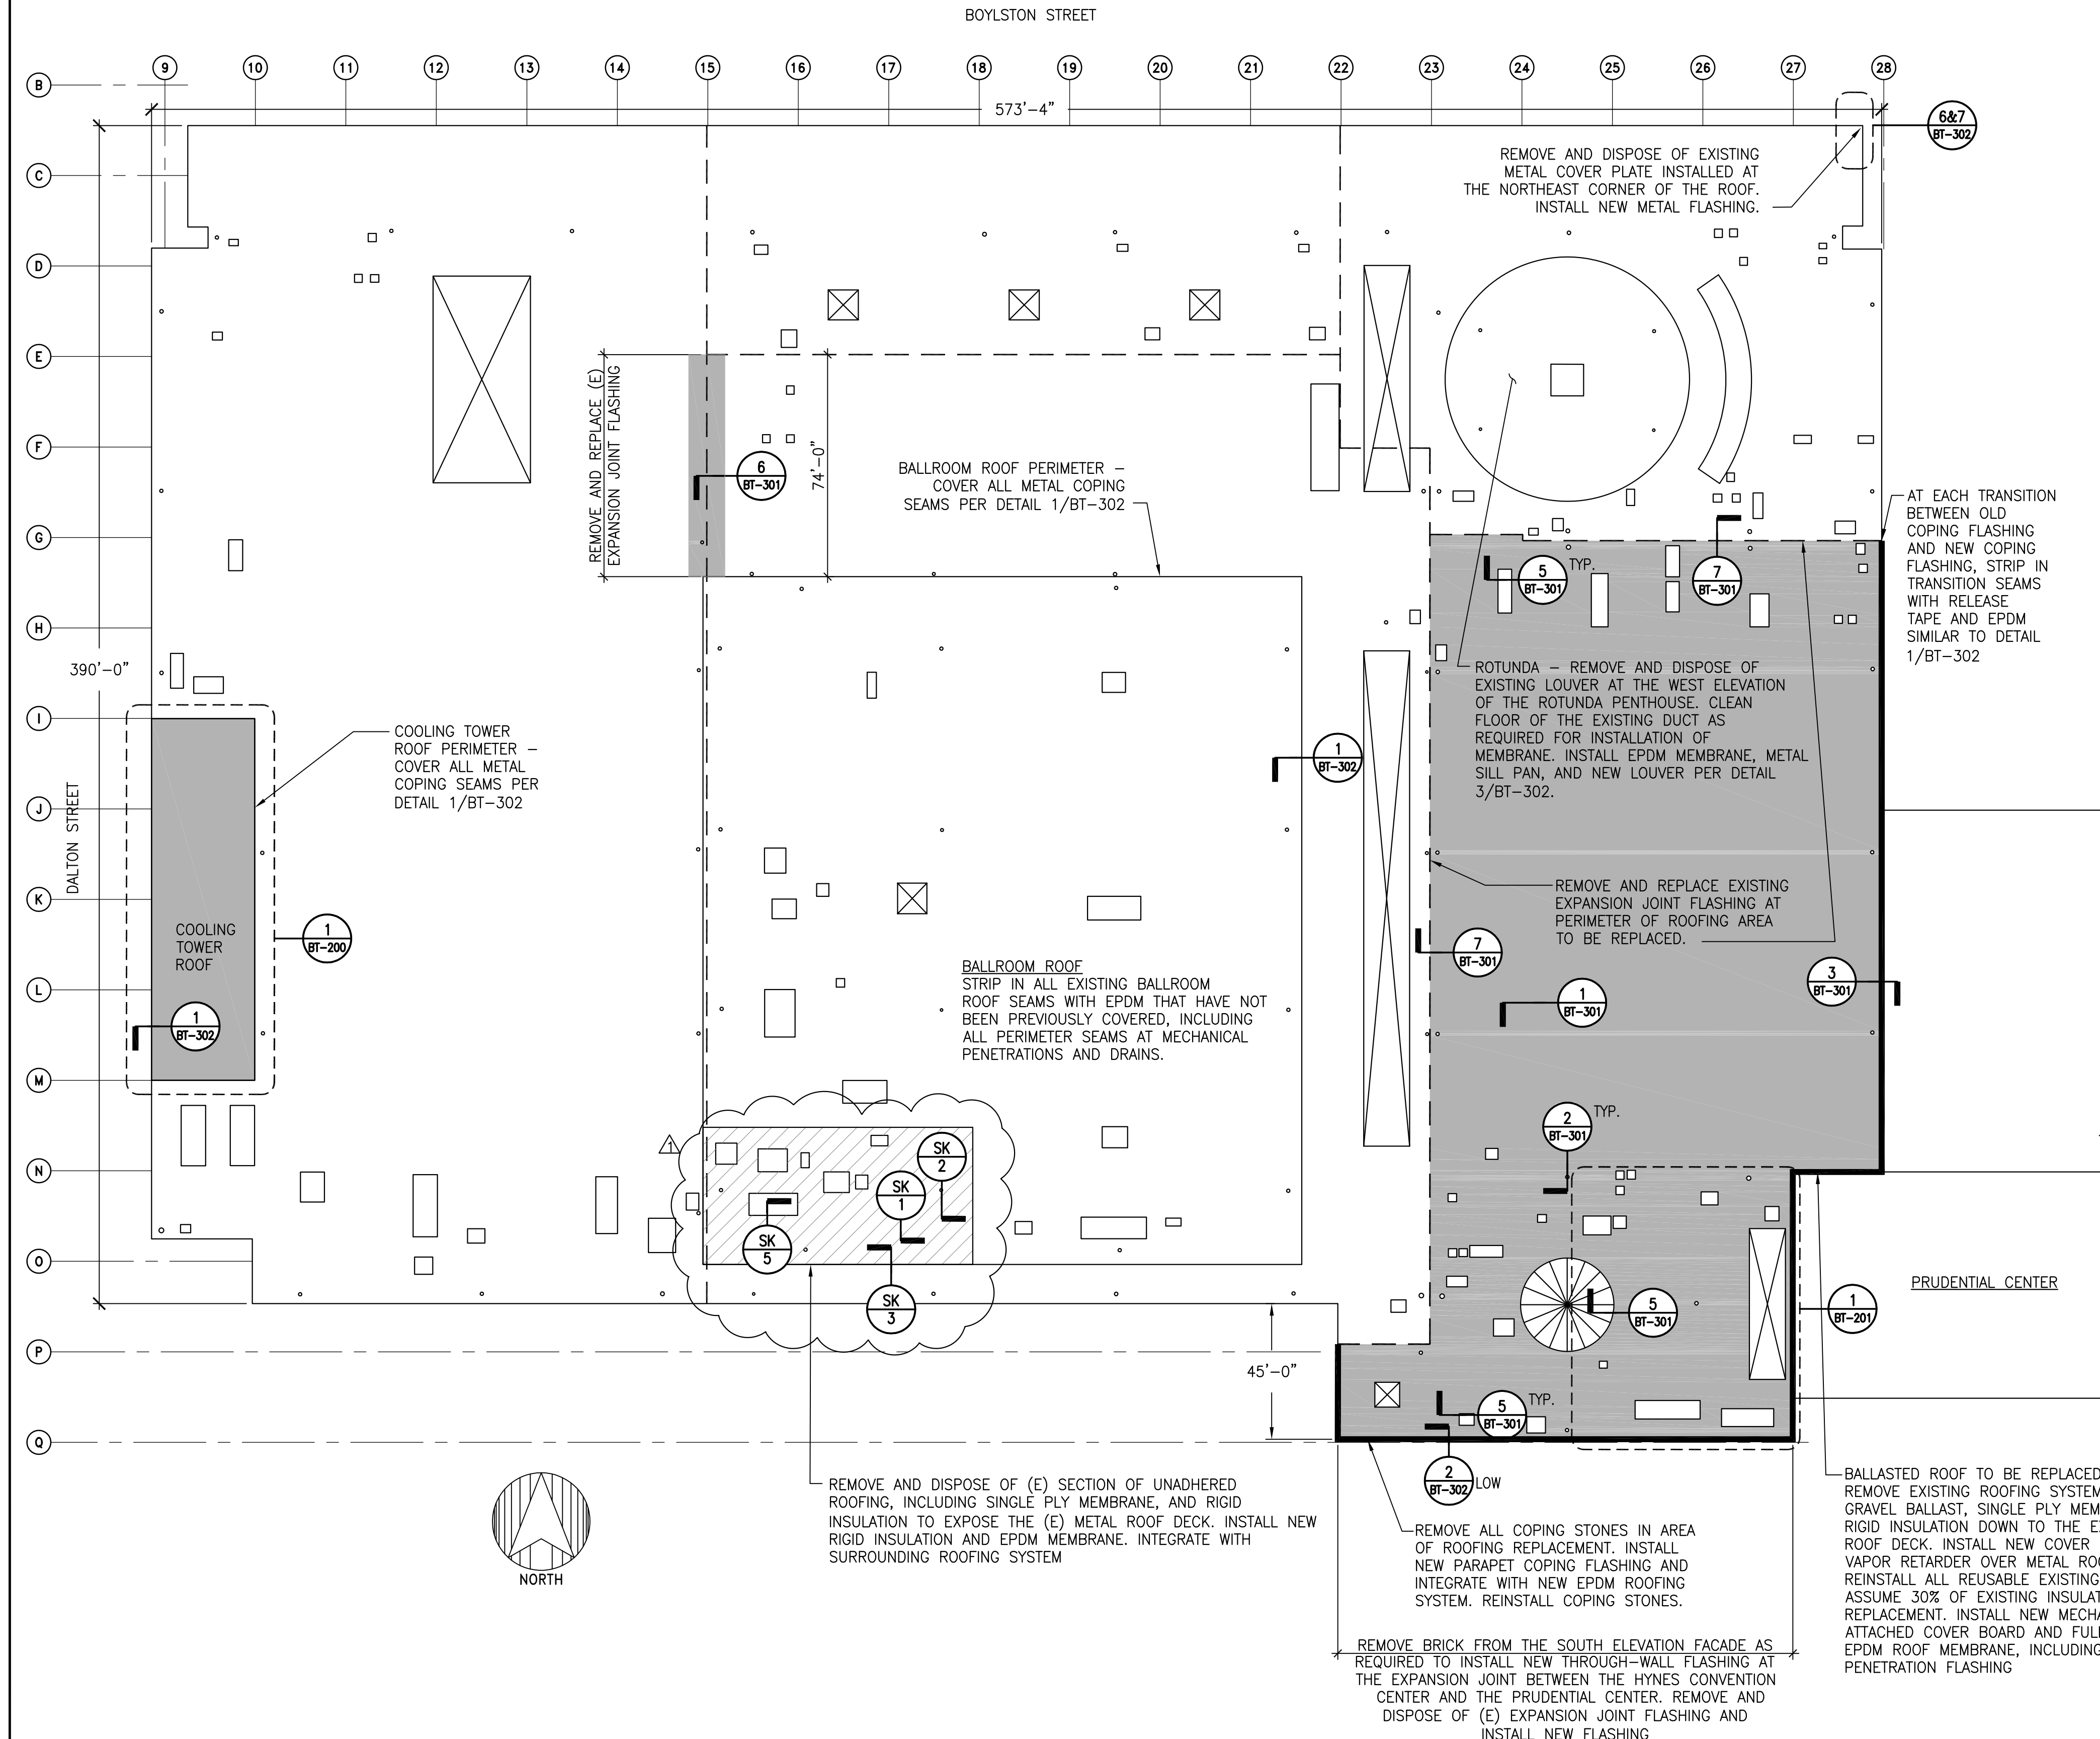 BOYLSTON STREET
9 10 11 12 13 14 15 16 17 18 19 20 21 22 23 24 25 26 27 28
B
C
D
E
F
G
H
I
J
K
L
M
N
O
P
Q
573'-4"
6&7
BT-302
REMOVE AND DISPOSE OF EXISTING
METAL COVER PLATE INSTALLED AT
THE NORTHEAST CORNER OF THE ROOF.
INSTALL NEW METAL FLASHING.
REMOVE AND REPLACE (E)
EXPANSION JOINT FLASHING
6
BT-301
74'-0"
BALLROOM ROOF PERIMETER -
COVER ALL METAL COPING
SEAMS PER DETAIL 1/BT-302
AT EACH TRANSITION
BETWEEN OLD
COPING FLASHING
AND NEW COPING
FLASHING, STRIP IN
TRANSITION SEAMS
WITH RELEASE
TAPE AND EPDM
SIMILAR TO DETAIL
1/BT-302
5
BT-301
TYP.
7
BT-301
390'-0"
DALTON STREET
ROTUNDA - REMOVE AND DISPOSE OF
EXISTING LOUVER AT THE WEST ELEVATION
OF THE ROTUNDA PENTHOUSE. CLEAN
FLOOR OF THE EXISTING DUCT AS
REQUIRED FOR INSTALLATION OF
MEMBRANE. INSTALL EPDM MEMBRANE, METAL
SILL PAN, AND NEW LOUVER PER DETAIL
3/BT-302.
COOLING TOWER
ROOF PERIMETER -
COVER ALL METAL
COPING SEAMS PER
DETAIL 1/BT-302
1
BT-302
REMOVE AND REPLACE EXISTING
EXPANSION JOINT FLASHING AT
PERIMETER OF ROOFING AREA
TO BE REPLACED.
COOLING
TOWER
ROOF
1
BT-200
1
BT-302
7
BT-301
1
BT-301
3
BT-301
BALLROOM ROOF
STRIP IN ALL EXISTING BALLROOM
ROOF SEAMS WITH EPDM THAT HAVE NOT
BEEN PREVIOUSLY COVERED, INCLUDING
ALL PERIMETER SEAMS AT MECHANICAL
PENETRATIONS AND DRAINS.
2
BT-301
TYP.
1
SK
2
SK
1
SK
5
SK
3
PRUDENTIAL CENTER
5
BT-301
1
BT-201
45'-0"
5
BT-301
TYP.
2
BT-302
LOW
NORTH
REMOVE AND DISPOSE OF (E) SECTION OF UNADHERED
ROOFING, INCLUDING SINGLE PLY MEMBRANE, AND RIGID
INSULATION TO EXPOSE THE (E) METAL ROOF DECK. INSTALL NEW
RIGID INSULATION AND EPDM MEMBRANE. INTEGRATE WITH
SURROUNDING ROOFING SYSTEM
REMOVE ALL COPING STONES IN AREA
OF ROOFING REPLACEMENT. INSTALL
NEW PARAPET COPING FLASHING AND
INTEGRATE WITH NEW EPDM ROOFING
SYSTEM. REINSTALL COPING STONES.
BALLASTED ROOF TO BE REPLACED
REMOVE EXISTING ROOFING SYSTEM
GRAVEL BALLAST, SINGLE PLY MEM
RIGID INSULATION DOWN TO THE E
ROOF DECK. INSTALL NEW COVER
VAPOR RETARDER OVER METAL ROO
REINSTALL ALL REUSABLE EXISTING
ASSUME 30% OF EXISTING INSULAT
REPLACEMENT. INSTALL NEW MECHA
ATTACHED COVER BOARD AND FULL
EPDM ROOF MEMBRANE, INCLUDING
PENETRATION FLASHING
REMOVE BRICK FROM THE SOUTH ELEVATION FACADE AS
REQUIRED TO INSTALL NEW THROUGH-WALL FLASHING AT
THE EXPANSION JOINT BETWEEN THE HYNES CONVENTION
CENTER AND THE PRUDENTIAL CENTER. REMOVE AND
DISPOSE OF (E) EXPANSION JOINT FLASHING AND
INSTALL NEW FLASHING